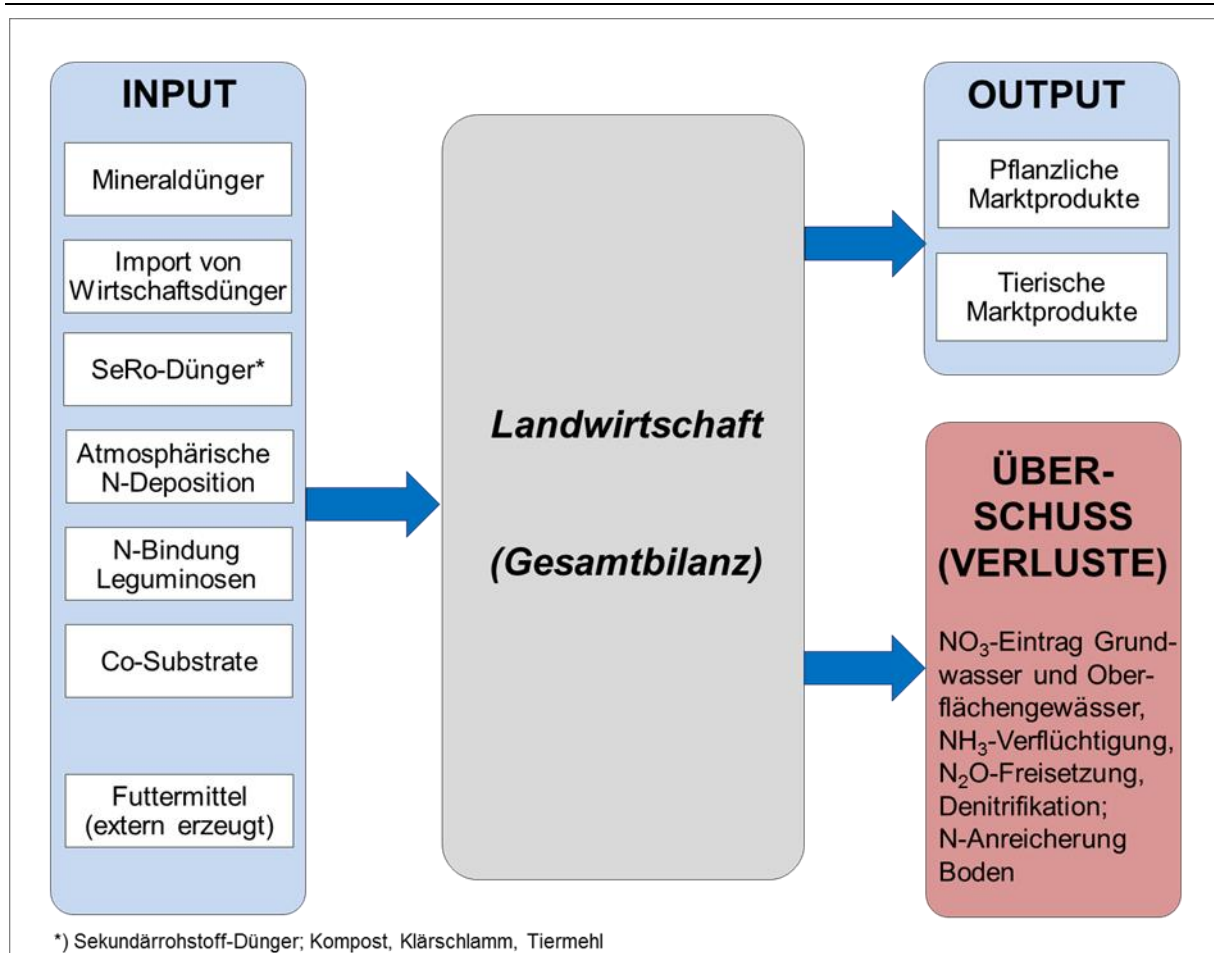 INPUT
Mineraldünger
Import von
Wirtschaftsdünger
SeRo-Dünger*
Atmosphärische
N-Deposition
N-Bindung
Leguminosen
Co-Substrate
Futtermittel
(extern erzeugt)
Landwirtschaft
(Gesamtbilanz)
OUTPUT
Pflanzliche
Marktprodukte
Tierische
Marktprodukte
ÜBER-
SCHUSS
(VERLUSTE)
NO₃-Eintrag Grund-
wasser und Ober-
flächengewässer,
NH₃-Verflüchtigung,
N₂O-Freisetzung,
Denitrifikation;
N-Anreicherung
Boden
*) Sekundärrohstoff-Dünger; Kompost, Klärschlamm, Tiermehl